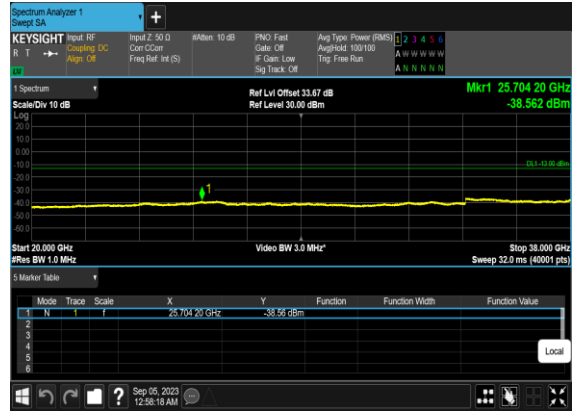 Spectrum Analyzer 1
Swept SA
+
KEYSIGHT
R T
Input: RF
Coupling: DC
Align: Off
Input Z: 50 Ω
Corr CCorr
Freq Ref: Int (S)
#Atten: 10 dB
PNO: Fast
Gate: Off
IF Gain: Low
Sig Track: Off
Avg Type: Power (RMS)
Avg|Hold: 100/100
Trig: Free Run
1 2 3 4 5 6
A W W W W W
A N N N N N
1 Spectrum
Scale/Div 10 dB
Ref Lvl Offset 33.67 dB
Ref Level 30.00 dBm
Mkr1 25.704 20 GHz
-38.562 dBm
Log
20.0
10.0
0.00
-10.0
-20.0
-30.0
-40.0
-50.0
-60.0
DL1 -13.00 dBm
1
Start 20.000 GHz
#Res BW 1.0 MHz
Video BW 3.0 MHz*
Stop 38.000 GHz
Sweep 32.0 ms (40001 pts)
5 Marker Table
Mode Trace Scale X Y Function Function Width Function Value
1 N 1 f 25.704 20 GHz -38.56 dBm
2
3
4
5
6
Local
?
Sep 05, 2023
12:58:18 AM